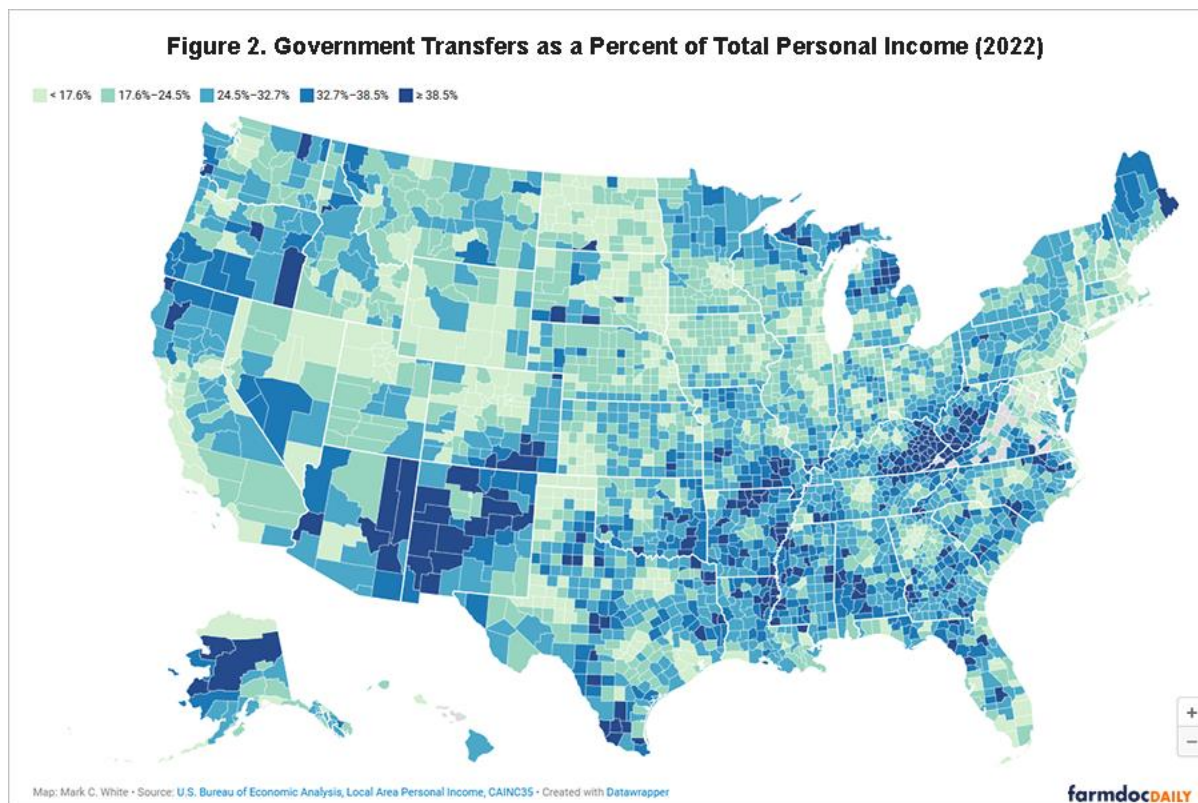 Figure 2. Government Transfers as a Percent of Total Personal Income (2022)
< 17.6% 17.6%–24.5% 24.5%–32.7% 32.7%–38.5% ≥ 38.5%
+
−
Map: Mark C. White • Source: U.S. Bureau of Economic Analysis, Local Area Personal Income, CAINC35 • Created with Datawrapper
farmdocDAILY